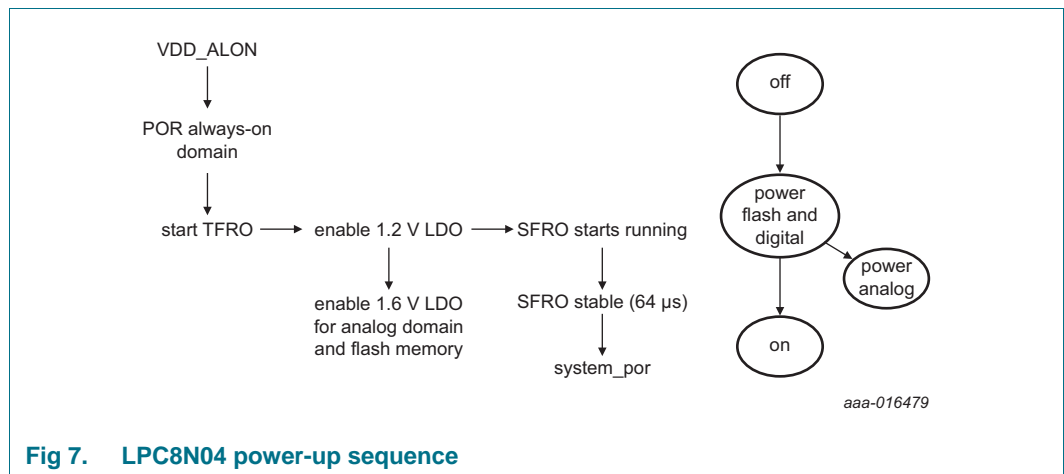 VDD_ALON
POR always-on
domain
start TFRO
enable 1.2 V LDO
SFRO starts running
enable 1.6 V LDO
for analog domain
and flash memory
SFRO stable (64 μs)
system_por
off
power
flash and
digital
power
analog
on
aaa-016479
Fig 7. LPC8N04 power-up sequence